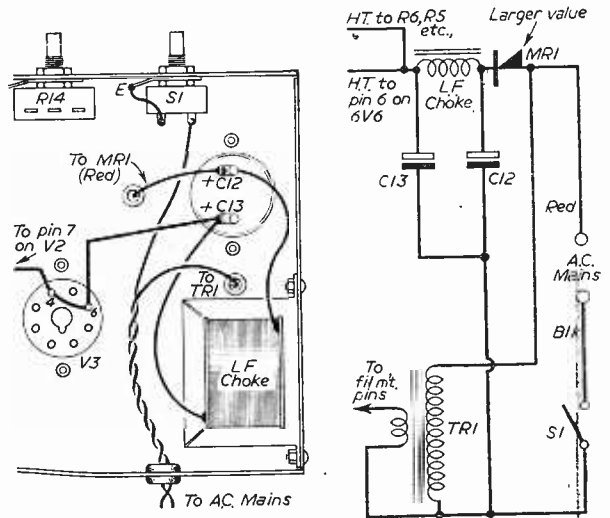 R14
E
S1
To MR1
(Red)
+C12
+C13
To pin 7
on V2
4
6
V3
To
TR1
LF
Choke
To A.C. Mains
H.T. to R6, R5
etc.,
Larger value
MR1
H.T. to
pin 6 on
6V6
LF
Choke
C13
C12
Red
A.C.
Mains
Blk
To
fil m't.
pins
TR1
S1